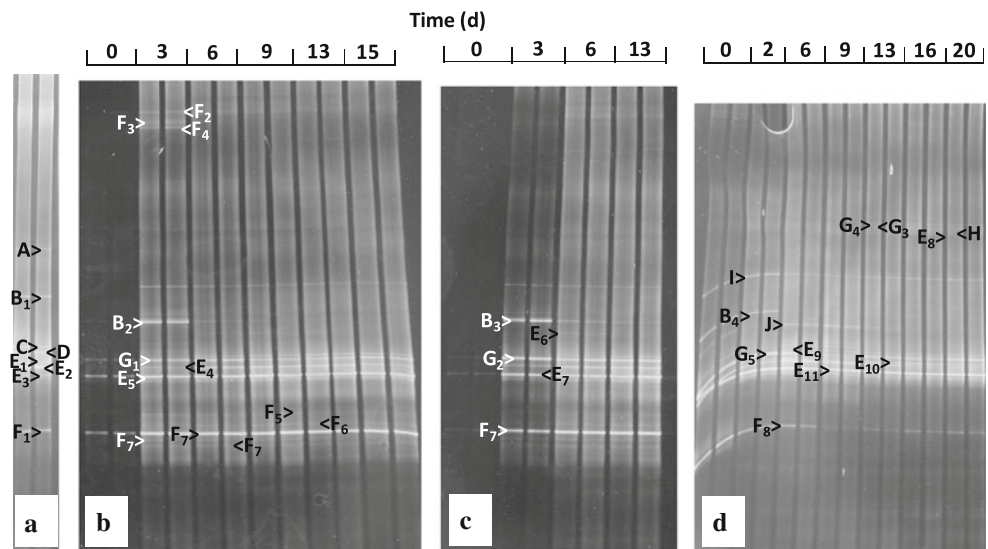 Time (d)
0 3 6 9 13 15
0 3 6 13
0 2 6 9 13 16 20
A>
B₁>
C>
<D
E₁>
<E₂
E₃>
F₁>
a
<F₂
F₃>
<F₄
B₂>
G₁>
<E₄
E₅>
F₅>
<F₆
F₇>
F₇>
<F₇
b
B₃>
E₆>
G₂>
<E₇
F₇>
c
G₄>
<G₃
E₈>
<H
I>
B₄>
J>
G₅>
<E₉
E₁₀>
E₁₁>
F₈>
d